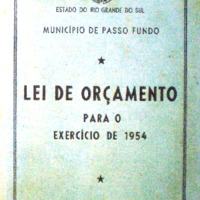 ESTADO DO RIO GRANDE DO SUL
MUNICÍPIO DE PASSO FUNDO
LEI DE ORÇAMENTO
PARA O
EXERCÍCIO DE 1954